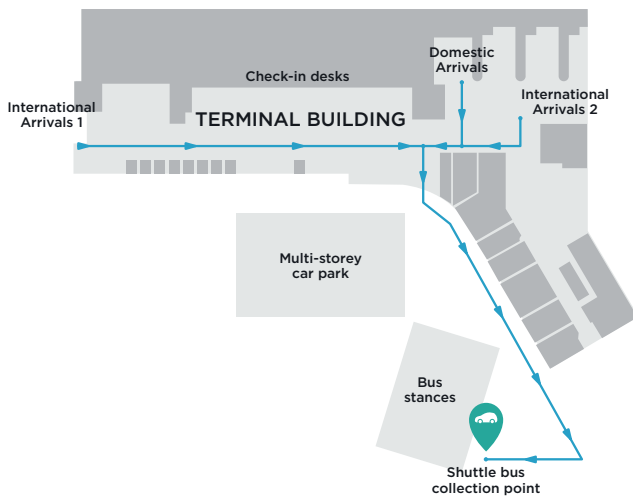 Domestic
Arrivals
Check-in desks
International
Arrivals 1
International
Arrivals 2
TERMINAL BUILDING
Multi-storey
car park
Bus
stances
Shuttle bus
collection point